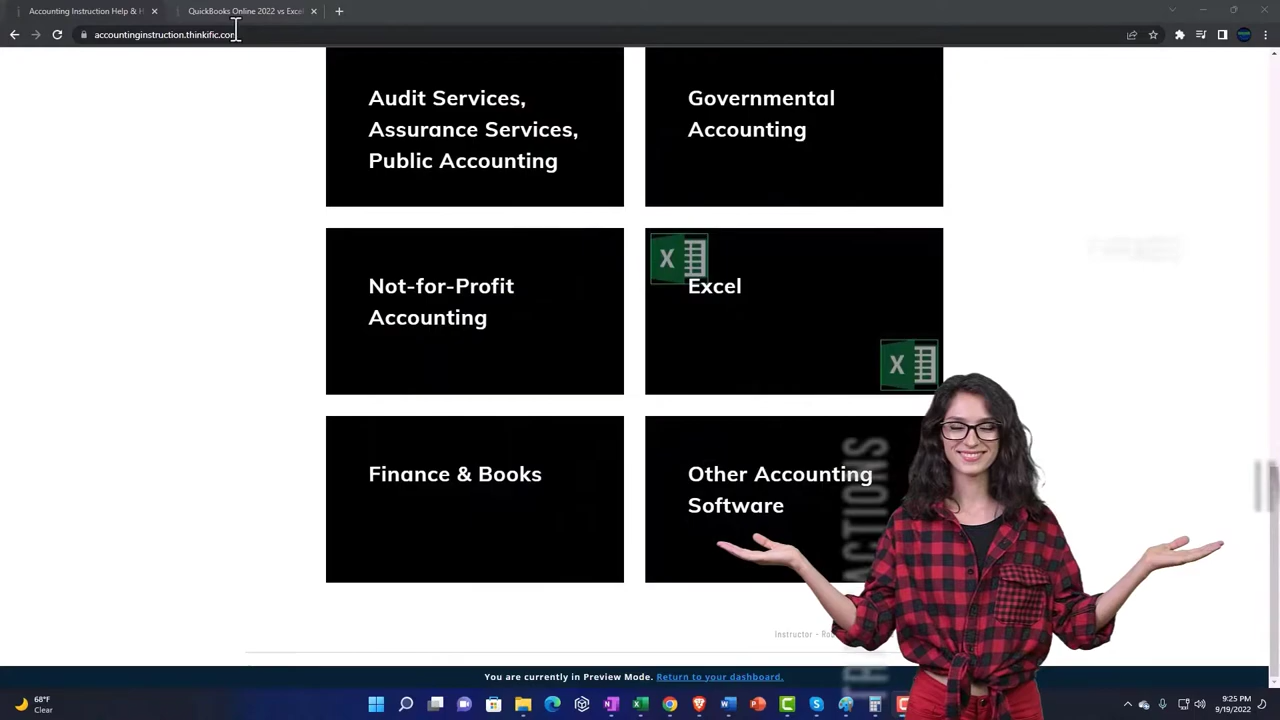 Accounting Instruction Help & H
QuickBooks Online 2022 vs Excel
accountinginstruction.thinkific.com
Audit Services,
Assurance Services,
Public Accounting
Governmental
Accounting
Not-for-Profit
Accounting
X
Excel
X
Finance & Books
Other Accounting
Software
ACTIONS
Instructor -
You are currently in Preview Mode. Return to your dashboard.
68°F
Clear
9:25 PM
9/19/2022